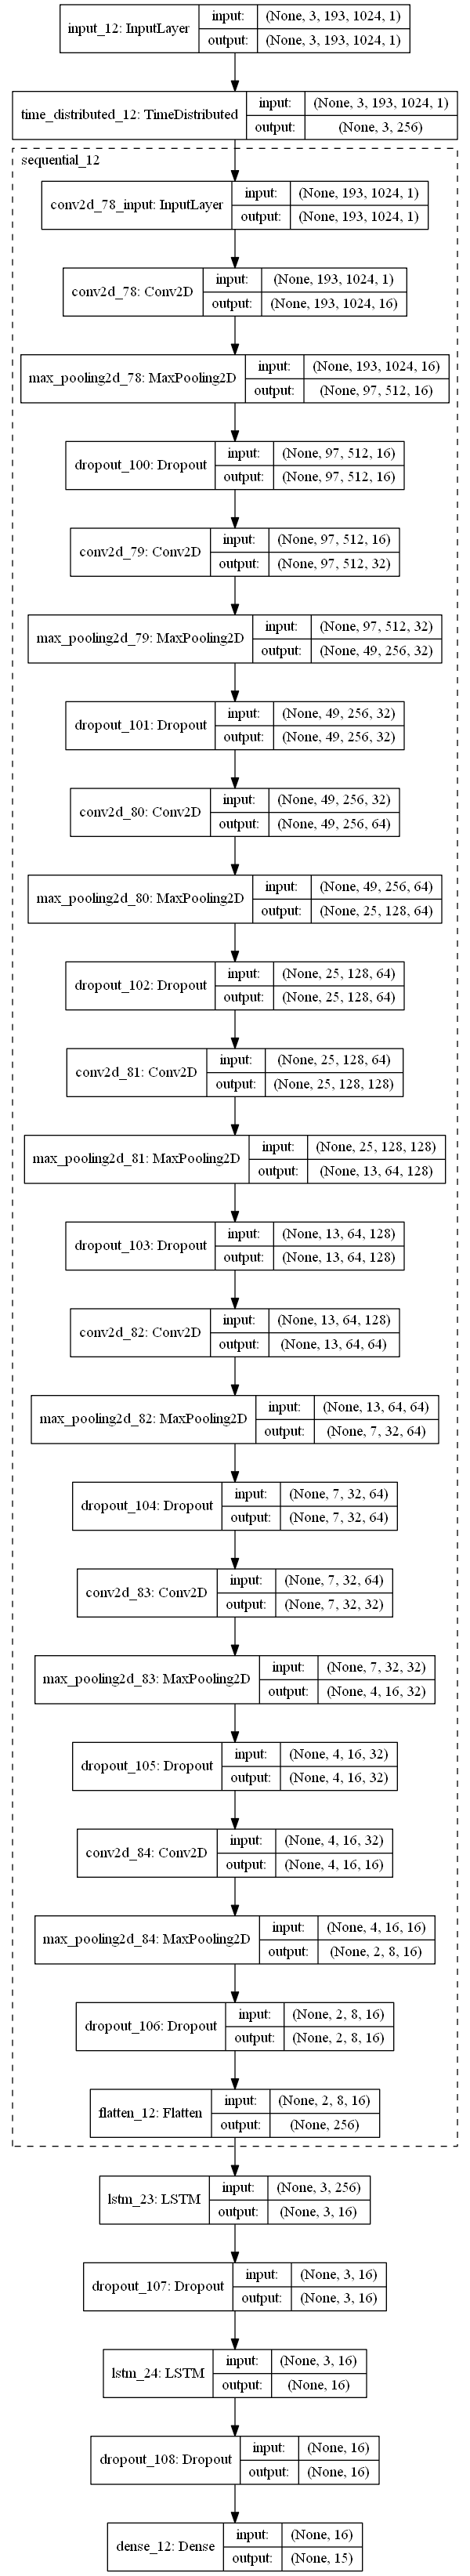 input_12: InputLayer
input:
(None, 3, 193, 1024, 1)
output:
(None, 3, 193, 1024, 1)
time_distributed_12: TimeDistributed
input:
(None, 3, 193, 1024, 1)
output:
(None, 3, 256)
sequential_12
conv2d_78_input: InputLayer
input:
(None, 193, 1024, 1)
output:
(None, 193, 1024, 1)
conv2d_78: Conv2D
input:
(None, 193, 1024, 1)
output:
(None, 193, 1024, 16)
max_pooling2d_78: MaxPooling2D
input:
(None, 193, 1024, 16)
output:
(None, 97, 512, 16)
dropout_100: Dropout
input:
(None, 97, 512, 16)
output:
(None, 97, 512, 16)
conv2d_79: Conv2D
input:
(None, 97, 512, 16)
output:
(None, 97, 512, 32)
max_pooling2d_79: MaxPooling2D
input:
(None, 97, 512, 32)
output:
(None, 49, 256, 32)
dropout_101: Dropout
input:
(None, 49, 256, 32)
output:
(None, 49, 256, 32)
conv2d_80: Conv2D
input:
(None, 49, 256, 32)
output:
(None, 49, 256, 64)
max_pooling2d_80: MaxPooling2D
input:
(None, 49, 256, 64)
output:
(None, 25, 128, 64)
dropout_102: Dropout
input:
(None, 25, 128, 64)
output:
(None, 25, 128, 64)
conv2d_81: Conv2D
input:
(None, 25, 128, 64)
output:
(None, 25, 128, 128)
max_pooling2d_81: MaxPooling2D
input:
(None, 25, 128, 128)
output:
(None, 13, 64, 128)
dropout_103: Dropout
input:
(None, 13, 64, 128)
output:
(None, 13, 64, 128)
conv2d_82: Conv2D
input:
(None, 13, 64, 128)
output:
(None, 13, 64, 64)
max_pooling2d_82: MaxPooling2D
input:
(None, 13, 64, 64)
output:
(None, 7, 32, 64)
dropout_104: Dropout
input:
(None, 7, 32, 64)
output:
(None, 7, 32, 64)
conv2d_83: Conv2D
input:
(None, 7, 32, 64)
output:
(None, 7, 32, 32)
max_pooling2d_83: MaxPooling2D
input:
(None, 7, 32, 32)
output:
(None, 4, 16, 32)
dropout_105: Dropout
input:
(None, 4, 16, 32)
output:
(None, 4, 16, 32)
conv2d_84: Conv2D
input:
(None, 4, 16, 32)
output:
(None, 4, 16, 16)
max_pooling2d_84: MaxPooling2D
input:
(None, 4, 16, 16)
output:
(None, 2, 8, 16)
dropout_106: Dropout
input:
(None, 2, 8, 16)
output:
(None, 2, 8, 16)
flatten_12: Flatten
input:
(None, 2, 8, 16)
output:
(None, 256)
lstm_23: LSTM
input:
(None, 3, 256)
output:
(None, 3, 16)
dropout_107: Dropout
input:
(None, 3, 16)
output:
(None, 3, 16)
lstm_24: LSTM
input:
(None, 3, 16)
output:
(None, 16)
dropout_108: Dropout
input:
(None, 16)
output:
(None, 16)
dense_12: Dense
input:
(None, 16)
output:
(None, 15)